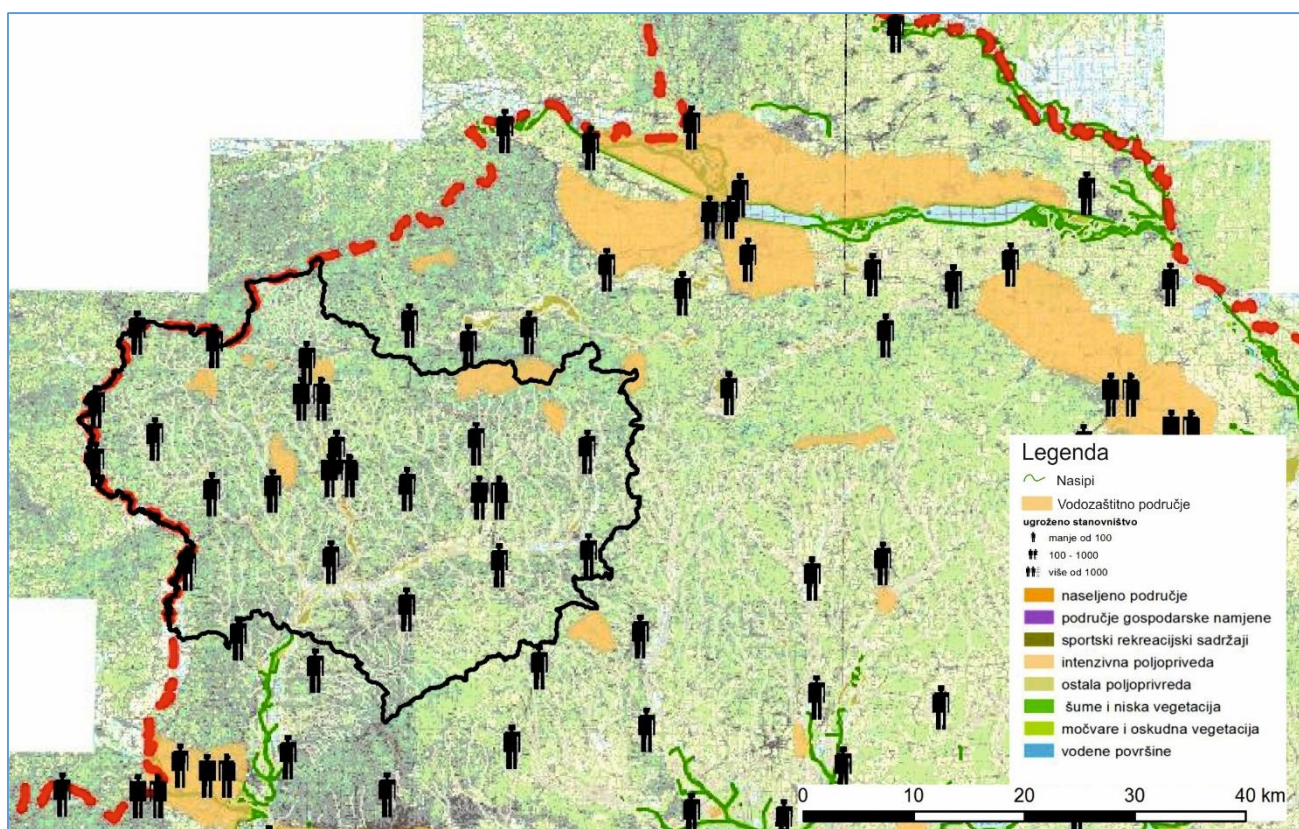 Legenda
Nasipi
Vodozaštitno područje
ugroženo stanovništvo
manje od 100
100 - 1000
više od 1000
naseljeno područje
područje gospodarske namjene
sportski rekreacijski sadržaji
intenzivna poljopriveda
ostala poljoprivreda
šume i niska vegetacija
močvare i oskudna vegetacija
vodene površine
0 10 20 30 40 km